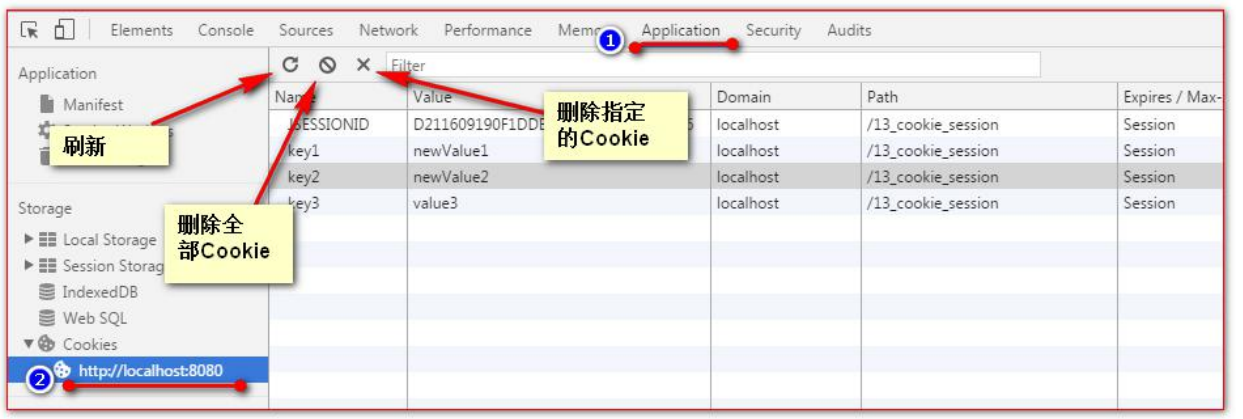 Elements Console Sources Network Performance Application Security Audits
1
Application
Filter
Manifest
刷新
Name Value Domain Path Expires / Max-
JSESSIONID D211609190F1DDE localhost /13_cookie_session Session
key1 newValue1 localhost /13_cookie_session Session
key2 newValue2 localhost /13_cookie_session Session
key3 value3 localhost /13_cookie_session Session
删除指定
的Cookie
删除全
部Cookie
Storage
Local Storage
Session Storag
IndexedDB
Web SQL
Cookies
2 http://localhost:8080